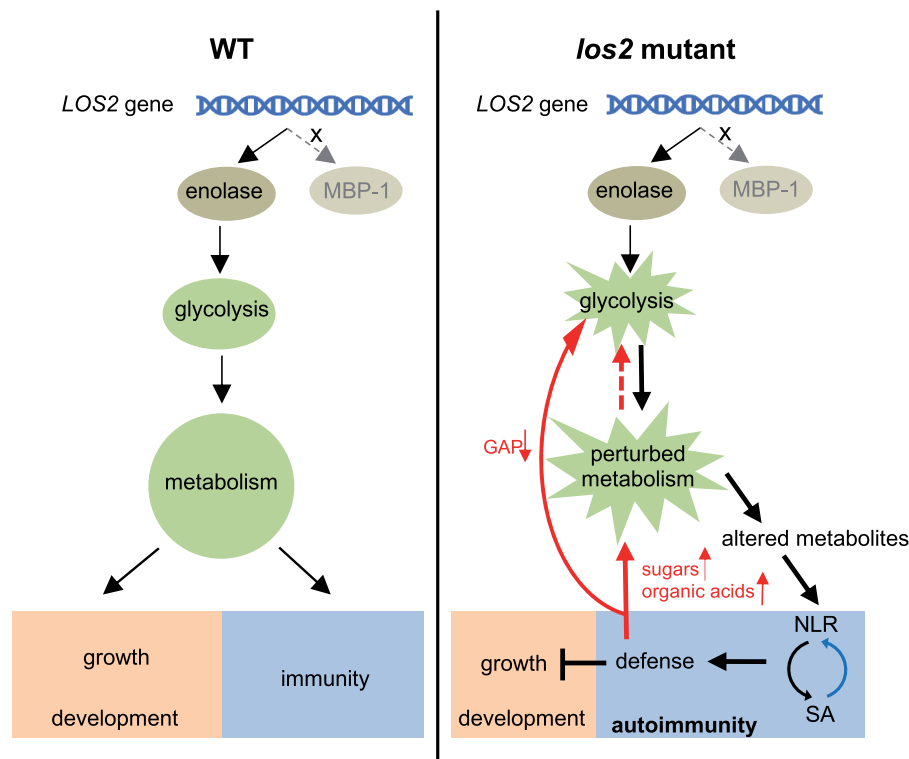 WT
LOS2 gene
x
enolase
MBP-1
glycolysis
metabolism
growth
development
immunity
los2 mutant
LOS2 gene
x
enolase
MBP-1
glycolysis
GAP
perturbed
metabolism
altered metabolites
sugars
organic acids
NLR
SA
defense
growth
development
autoimmunity